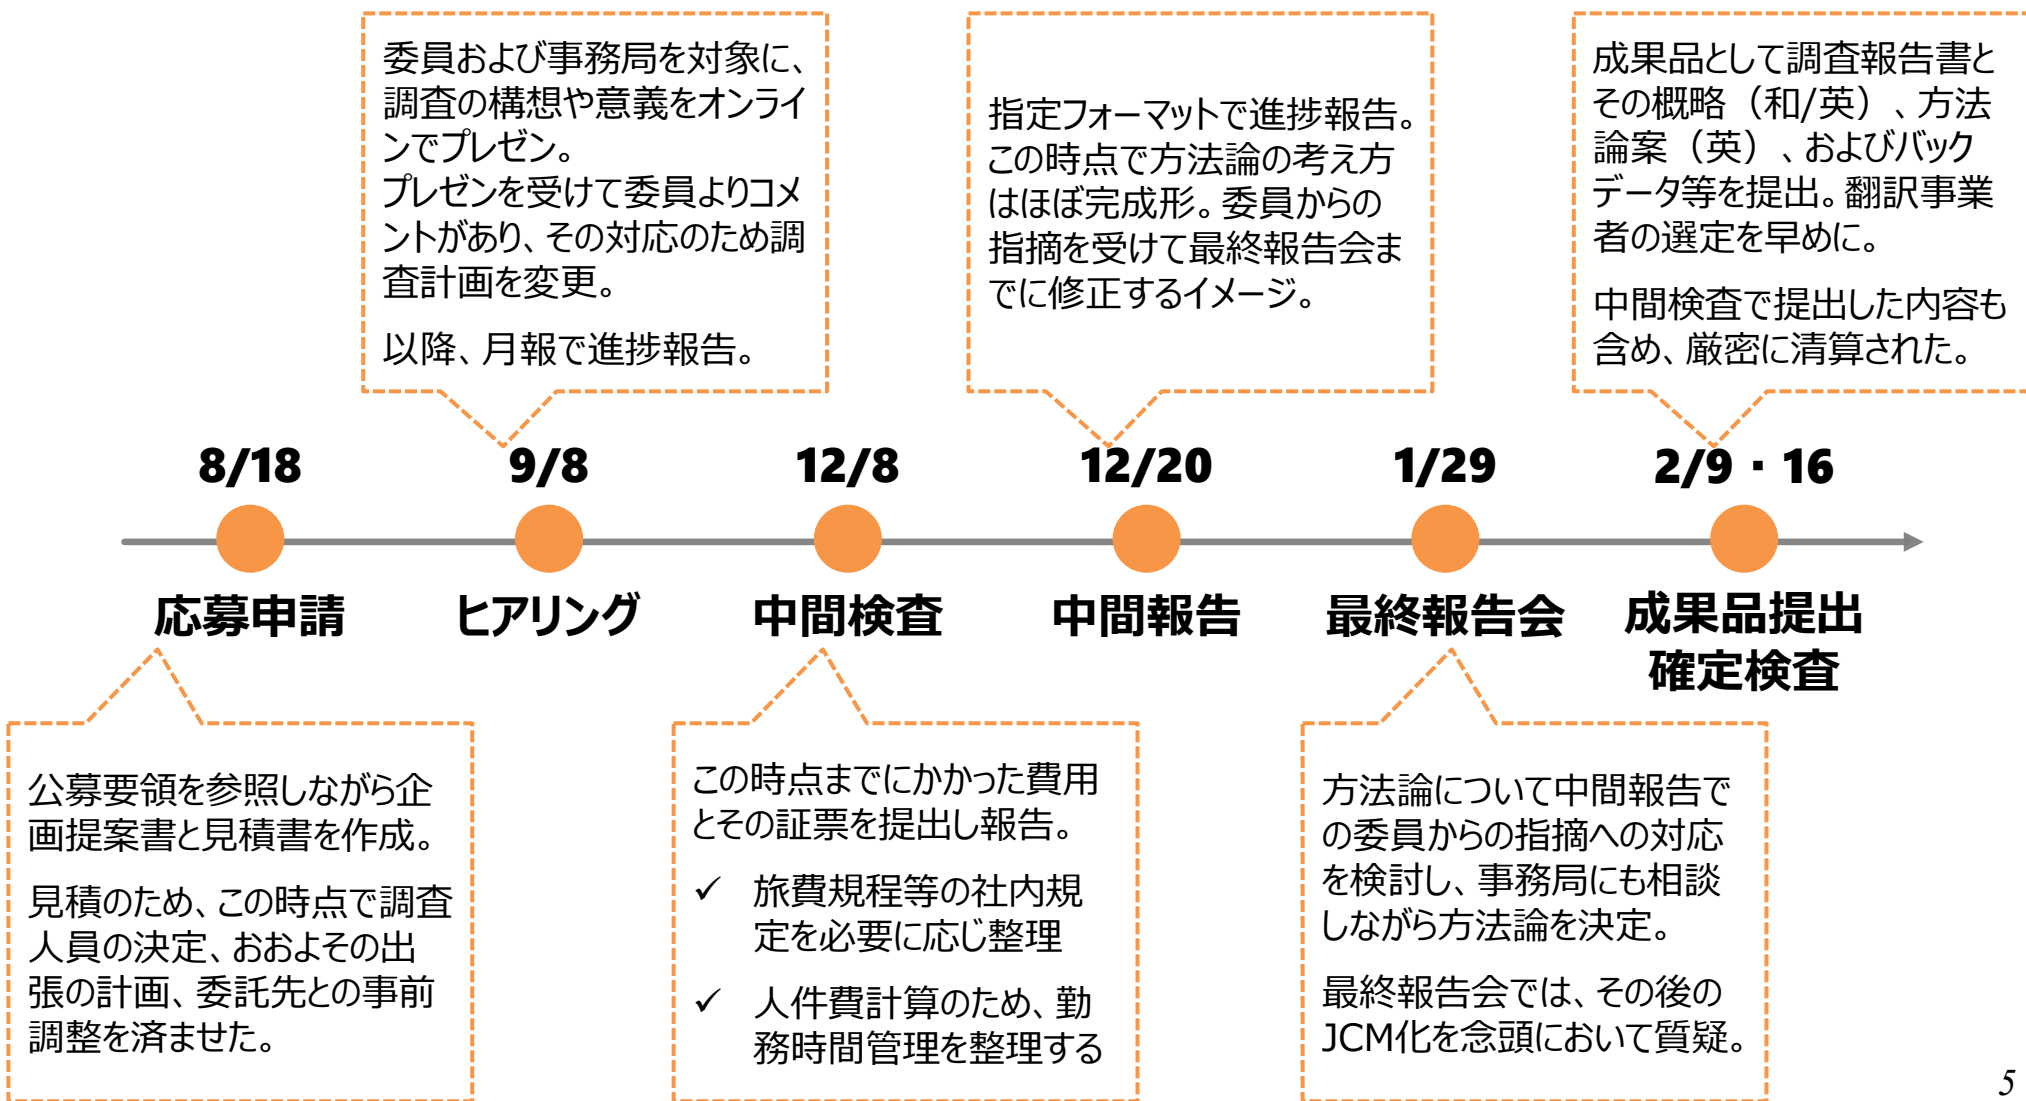 委員および事務局を対象に、
調査の構想や意義をオンライ
ンでプレゼン。
プレゼンを受けて委員よりコメ
ントがあり、その対応のため調
査計画を変更。
以降、月報で進捗報告。
指定フォーマットで進捗報告。
この時点で方法論の考え方
はほぼ完成形。委員からの
指摘を受けて最終報告会ま
でに修正するイメージ。
成果品として調査報告書と
その概略（和/英）、方法
論案（英）、およびバック
データ等を提出。翻訳事業
者の選定を早めに。
中間検査で提出した内容も
含め、厳密に清算された。
8/18
9/8
12/8
12/20
1/29
2/9・16
応募申請
ヒアリング
中間検査
中間報告
最終報告会
成果品提出
確定検査
公募要領を参照しながら企
画提案書と見積書を作成。
見積のため、この時点で調査
人員の決定、おおよその出
張の計画、委託先との事前
調整を済ませた。
この時点までにかかった費用
とその証票を提出し報告。
✓ 旅費規程等の社内規
定を必要に応じ整理
✓ 人件費計算のため、勤
務時間管理を整理する
方法論について中間報告で
の委員からの指摘への対応
を検討し、事務局にも相談
しながら方法論を決定。
最終報告会では、その後の
JCM化を念頭において質疑。
5